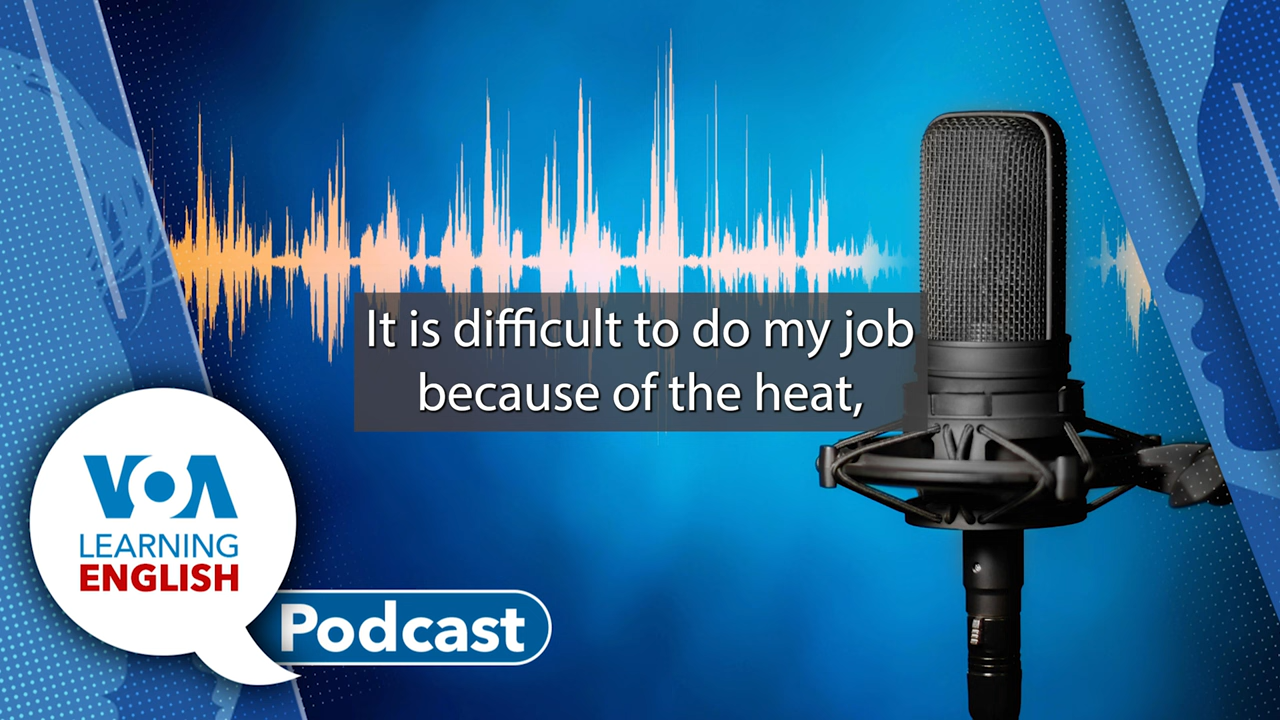 It is difficult to do my job
because of the heat,
VOA
LEARNING
ENGLISH
Podcast